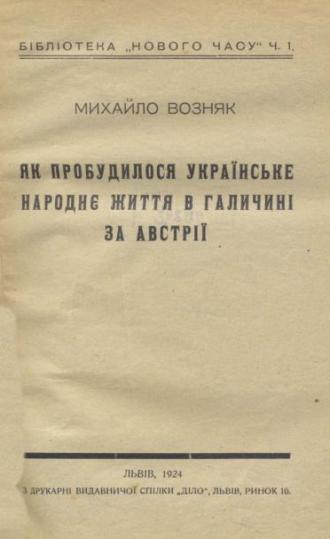 БІБЛІОТЕКА „НОВОГО ЧАСУ“ Ч. 1.
МИХАЙЛО ВОЗНЯК
ЯК ПРОБУДИЛОСЯ УКРАЇНСЬКЕ
НАРОДНЄ ЖИТТЯ В ГАЛИЧИНІ
ЗА АВСТРІЇ
ЛЬВІВ, 1924
З ДРУКАРНІ ВИДАВНИЧОЇ СПІЛКИ „ДІЛО“, ЛЬВІВ, РИНОК 10.